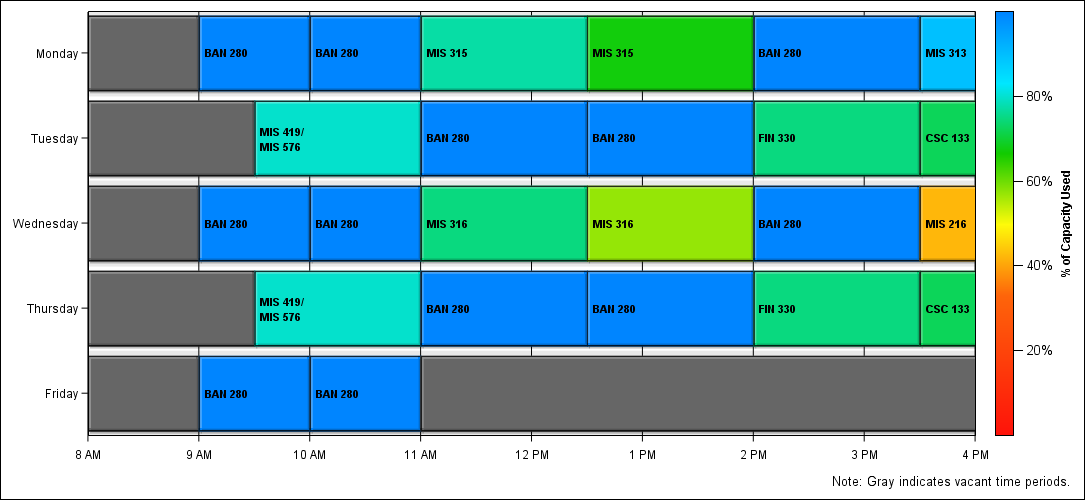 Monday
BAN 280
BAN 280
MIS 315
MIS 315
BAN 280
MIS 313
Tuesday
MIS 419/
MIS 576
BAN 280
BAN 280
FIN 330
CSC 133
Wednesday
BAN 280
BAN 280
MIS 316
MIS 316
BAN 280
MIS 216
Thursday
MIS 419/
MIS 576
BAN 280
BAN 280
FIN 330
CSC 133
Friday
BAN 280
BAN 280
8 AM
9 AM
10 AM
11 AM
12 PM
1 PM
2 PM
3 PM
4 PM
80%
60%
40%
20%
% of Capacity Used
Note: Gray indicates vacant time periods.